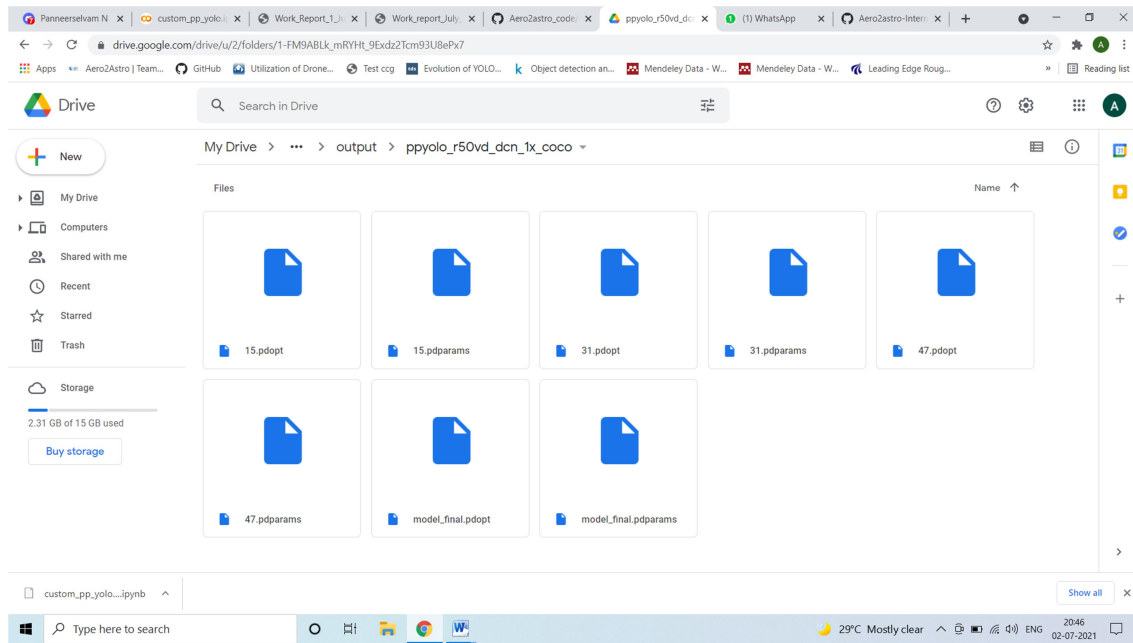 Panneerselvam N
custom_pp_yolo.i
Work_Report_1_Ju
Work_report_July_
Aero2astro_code/
ppyolo_r50vd_dcn
(1) WhatsApp
Aero2astro-Intern
drive.google.com/drive/u/2/folders/1-FM9ABLk_mRYHt_9Exdz2Tcm93U8ePx7
Apps
Aero2Astro | Team...
GitHub
Utilization of Drone...
Test ccg
Evolution of YOLO...
Object detection an...
Mendeley Data - W...
Mendeley Data - W...
Leading Edge Roug...
»
Reading list
Drive
Search in Drive
A
New
My Drive > ••• > output > ppyolo_r50vd_dcn_1x_coco
My Drive
Computers
Shared with me
Recent
Starred
Trash
Storage
2.31 GB of 15 GB used
Buy storage
Files
Name
15.pdopt
15.pdparams
31.pdopt
31.pdparams
47.pdopt
47.pdparams
model_final.pdopt
model_final.pdparams
custom_pp_yolo....ipynb
Show all
Type here to search
29°C Mostly clear
ENG
20:46
02-07-2021